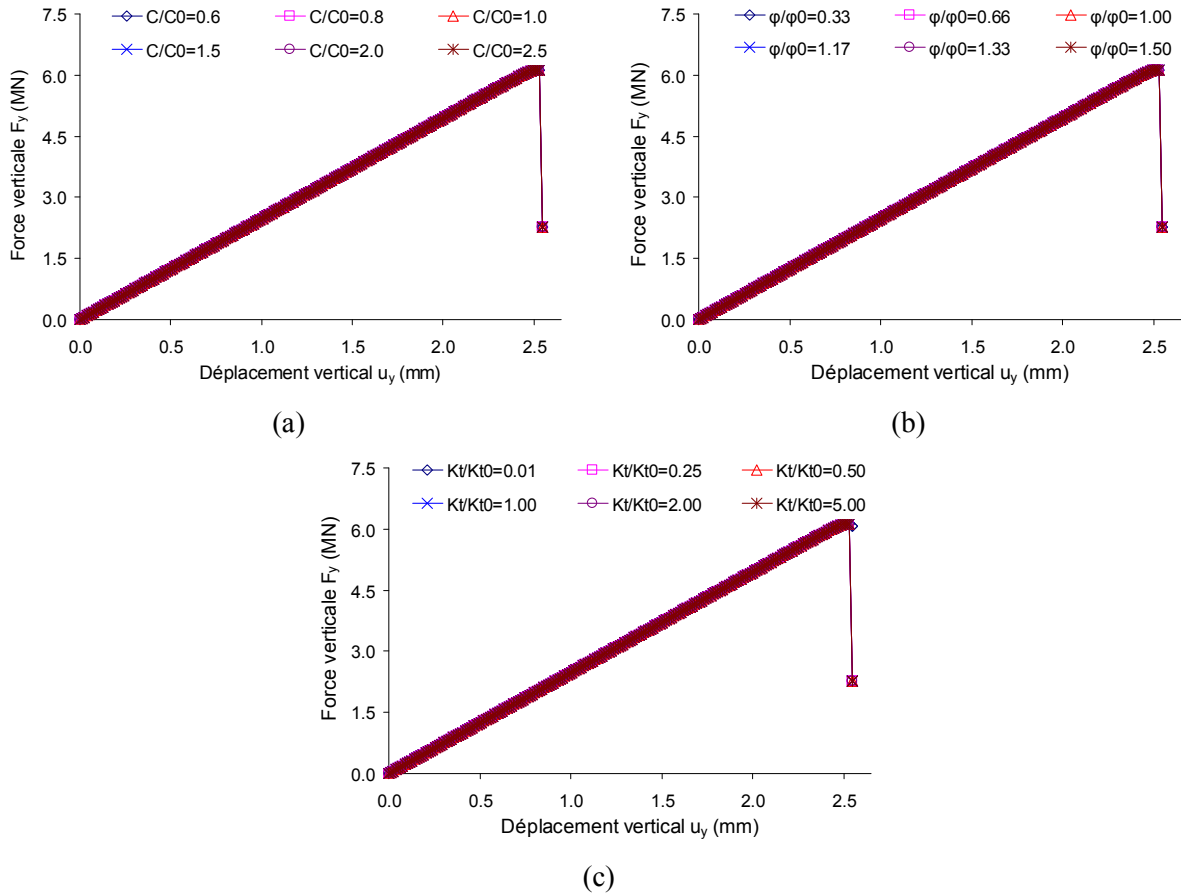 C/C0=0.6 C/C0=0.8 C/C0=1.0
C/C0=1.5 C/C0=2.0 C/C0=2.5
7.5
6.0
4.5
3.0
1.5
0.0
Force verticale Fy (MN)
0.0 0.5 1.0 1.5 2.0 2.5
Déplacement vertical uy (mm)
(a)
φ/φ0=0.33 φ/φ0=0.66 φ/φ0=1.00
φ/φ0=1.17 φ/φ0=1.33 φ/φ0=1.50
7.5
6.0
4.5
3.0
1.5
0.0
Force verticale Fy (MN)
0.0 0.5 1.0 1.5 2.0 2.5
Déplacement vertical uy (mm)
(b)
Kt/Kt0=0.01 Kt/Kt0=0.25 Kt/Kt0=0.50
Kt/Kt0=1.00 Kt/Kt0=2.00 Kt/Kt0=5.00
7.5
6.0
4.5
3.0
1.5
0.0
Force verticale Fy (MN)
0.0 0.5 1.0 1.5 2.0 2.5
Déplacement vertical uy (mm)
(c)